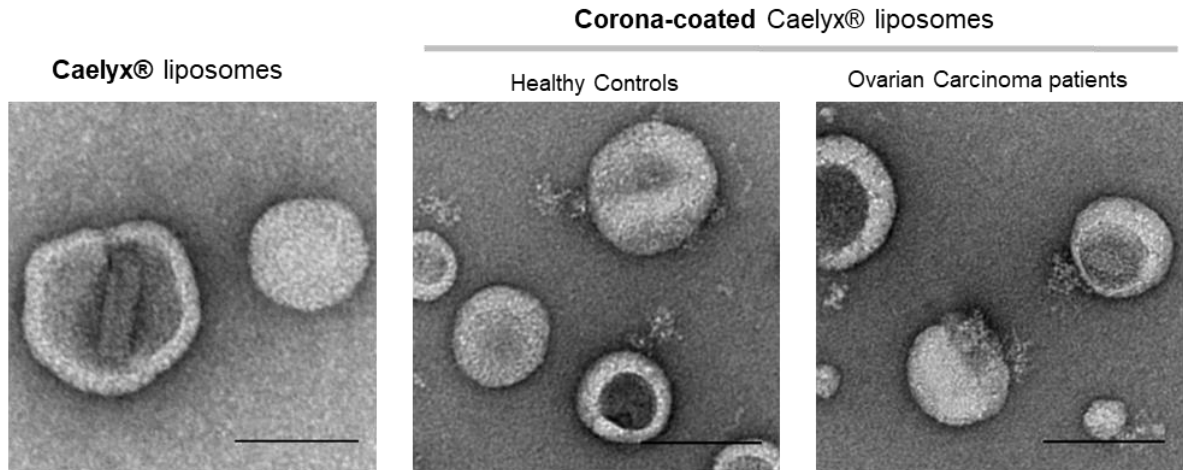 Corona-coated Caelyx® liposomes
Caelyx® liposomes
Healthy Controls
Ovarian Carcinoma patients